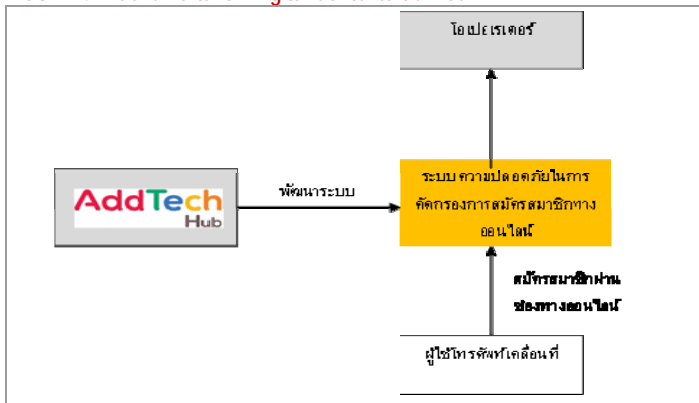 โอเปอเรเตอร์
AddTech
Hub
พัฒนาระบบ
ระบบความปลอดภัยในการ
คัดกรองการสมัครสมาชิกทาง
ออนไลน์
สมัครสมาชิกผ่าน
ช่องทางออนไลน์
ผู้ใช้โทรศัพท์เคลื่อนที่